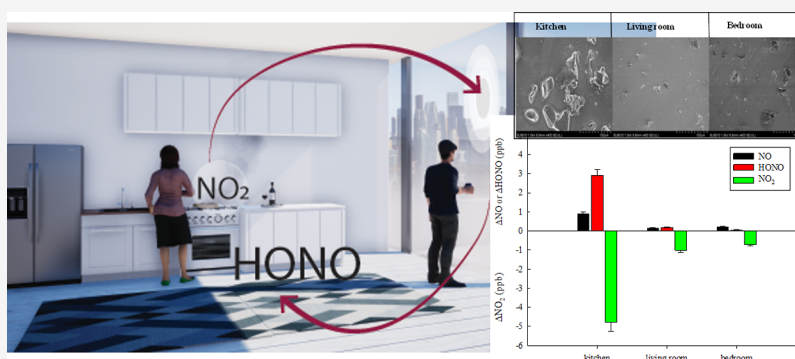 Kitchen Living room Bedroom
NO₂
HONO
ΔNO or ΔHONO (ppb)
ΔNO₂ (ppb)
4
3
2
1
0
-1
-2
-3
-4
-5
-6
NO
HONO
NO₂
kitchen living room bedroom